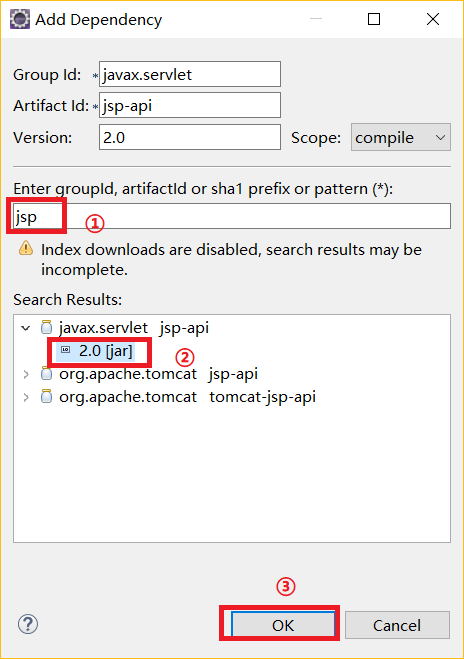 Add Dependency
Group Id: * javax.servlet
Artifact Id: * jsp-api
Version: 2.0 Scope: compile
Enter groupId, artifactId or sha1 prefix or pattern (*):
jsp ①
Index downloads are disabled, search results may be
incomplete.
Search Results:
javax.servlet jsp-api
2.0 [jar] ②
org.apache.tomcat jsp-api
org.apache.tomcat tomcat-jsp-api
③
? OK Cancel